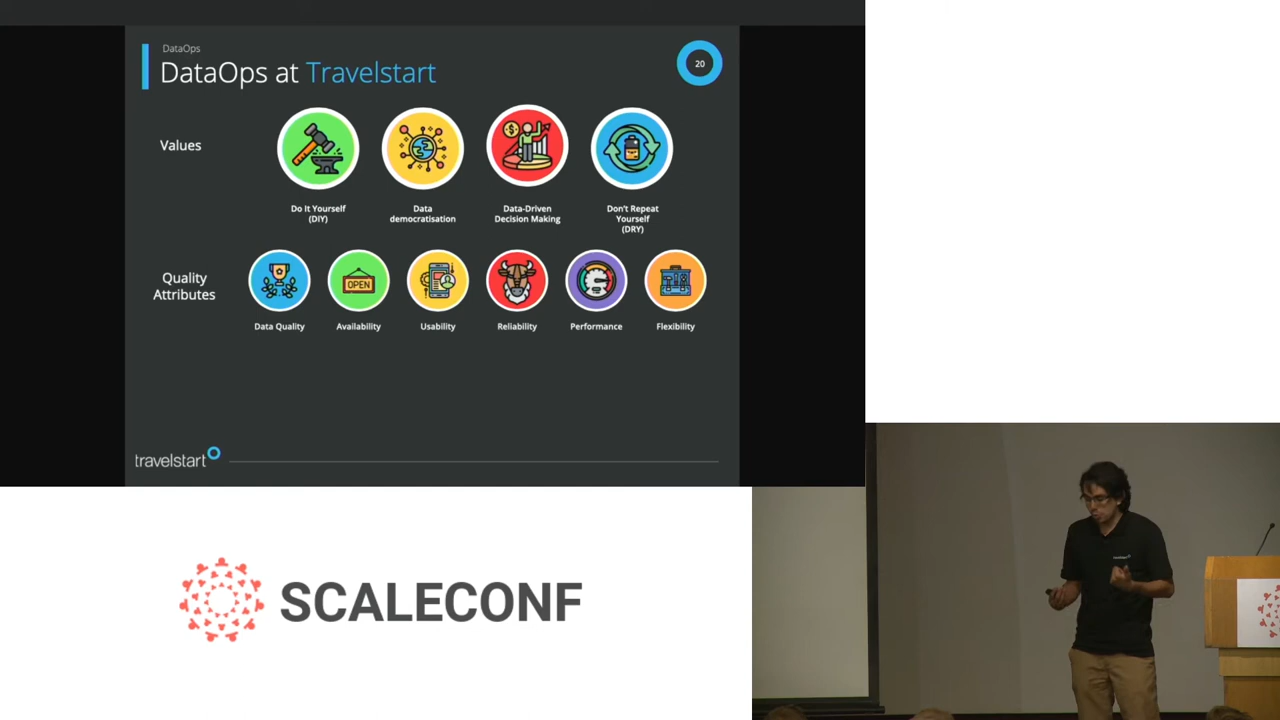 DataOps
DataOps at Travelstart
20
Values
Do It Yourself
(DIY)
Data
democratisation
Data-Driven
Decision Making
Don't Repeat
Yourself
(DRY)
Quality
Attributes
OPEN
Data Quality
Availability
Usability
Reliability
Performance
Flexibility
travelstart
SCALECONF